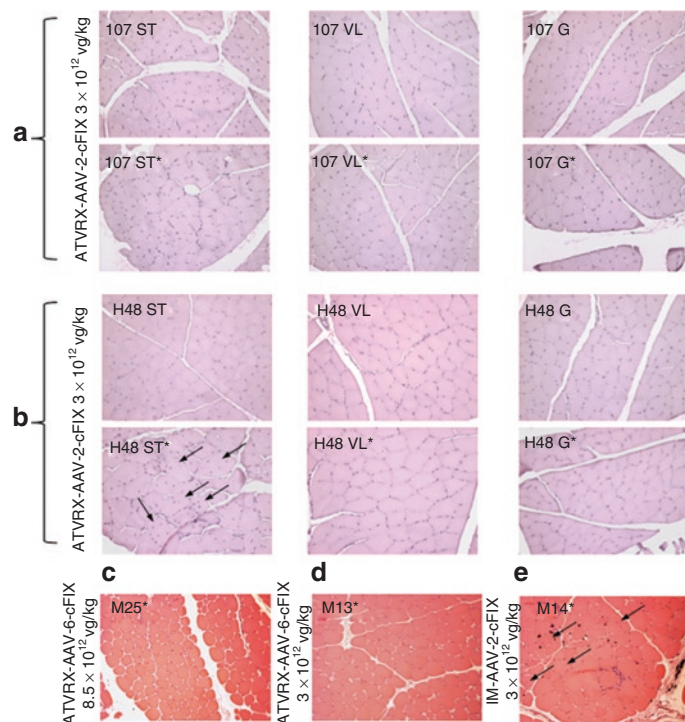 a
ATVRX-AAV-2-cFIX 3 × 10¹² vg/kg
107 ST
107 VL
107 G
107 ST*
107 VL*
107 G*
b
ATVRX-AAV-2-cFIX 3 × 10¹² vg/kg
H48 ST
H48 VL
H48 G
H48 ST*
H48 VL*
H48 G*
c
d
e
ATVRX-AAV-6-cFIX
8.5 × 10¹² vg/kg
M25*
ATVRX-AAV-6-cFIX
3 × 10¹² vg/kg
M13*
IM-AAV-2-cFIX
3 × 10¹² vg/kg
M14*